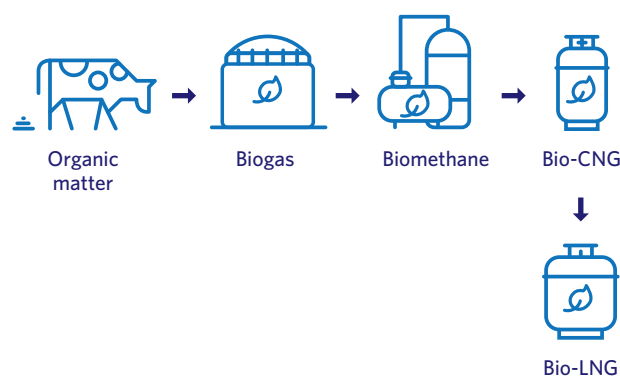 Organic
matter
Biogas
Biomethane
Bio-CNG
Bio-LNG